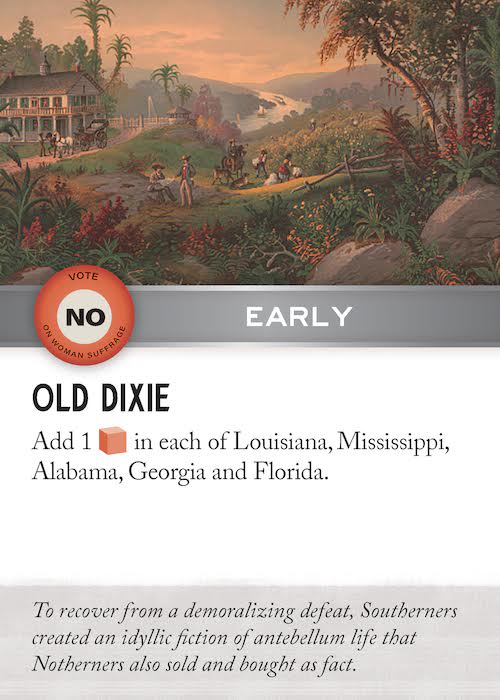 VOTE
NO
ON WOMAN SUFFRAGE
EARLY
OLD DIXIE
Add 1 in each of Louisiana, Mississippi,
Alabama, Georgia and Florida.
To recover from a demoralizing defeat, Southerners
created an idyllic fiction of antebellum life that
Notherners also sold and bought as fact.